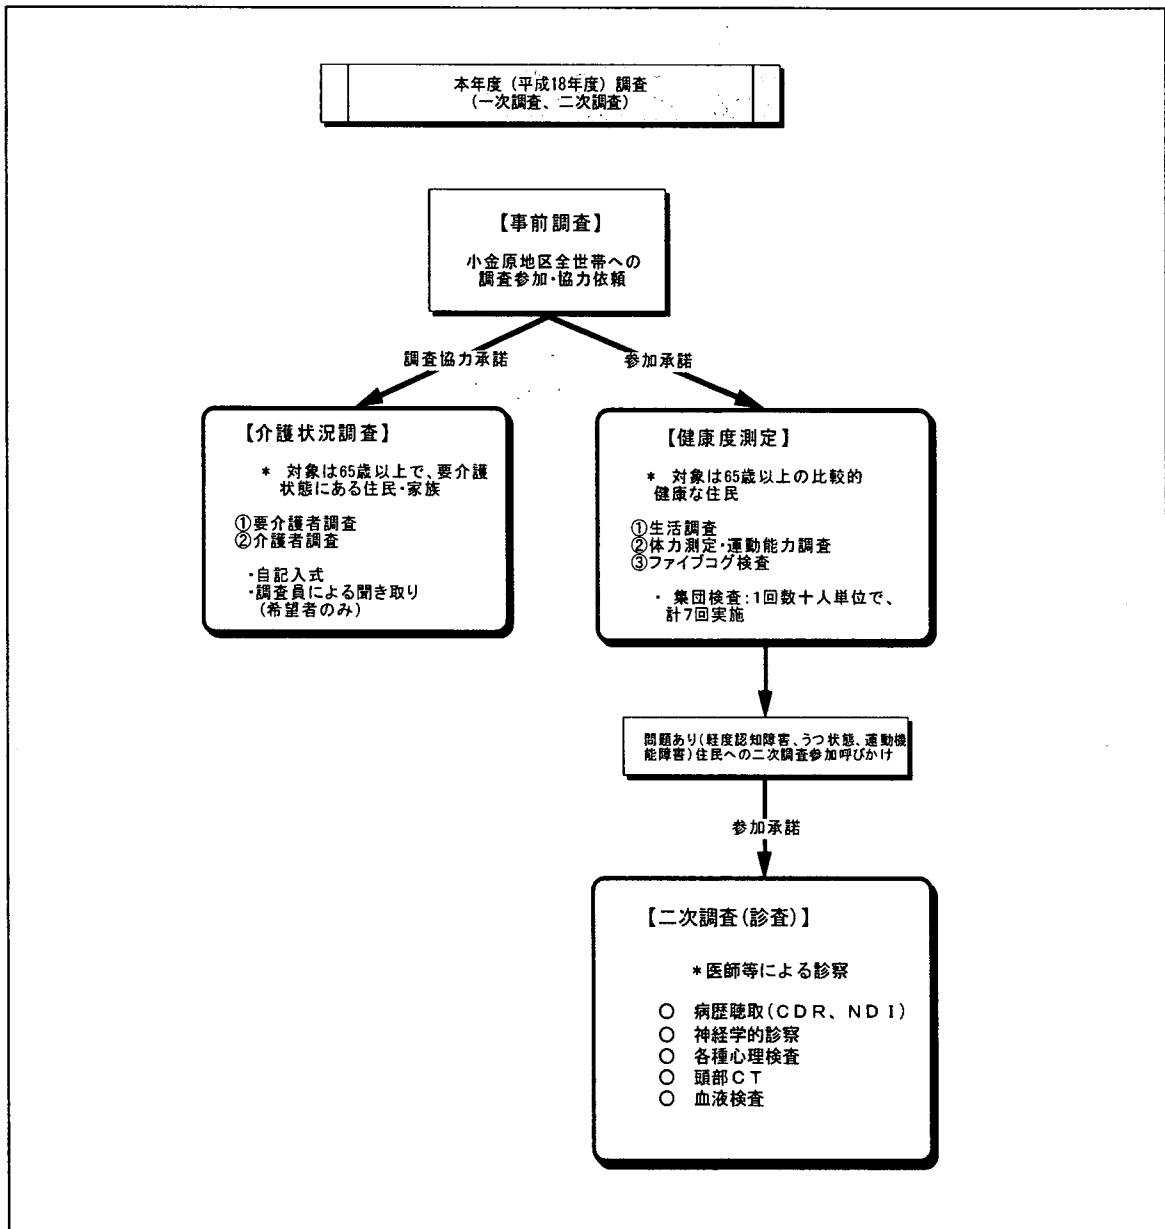 本年度(平成18年度)調査
(一次調査、二次調査)
【事前調査】
小金原地区全世帯への
調査参加・協力依頼
調査協力承諾
参加承諾
【介護状況調査】
* 対象は65歳以上で、要介護
状態にある住民・家族
①要介護者調査
②介護者調査
・自記入式
・調査員による聞き取り
(希望者のみ)
【健康度測定】
* 対象は65歳以上の比較的
健康な住民
①生活調査
②体力測定・運動能力調査
③ファイブコグ検査
・ 集団検査:1回数十人単位で、
計7回実施
問題あり(軽度認知障害、うつ状態、運動機
能障害)住民への二次調査参加呼びかけ
参加承諾
【二次調査(診査)】
*医師等による診察
○ 病歴聴取(CDR、NDI)
○ 神経学的診察
○ 各種心理検査
○ 頭部CT
○ 血液検査